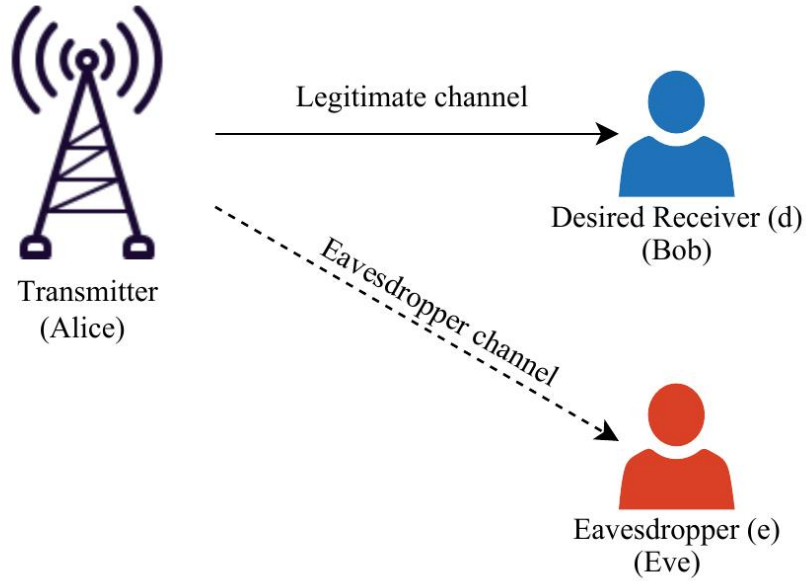 Legitimate channel
Desired Receiver (d)
(Bob)
Transmitter
(Alice)
Eavesdropper channel
Eavesdropper (e)
(Eve)